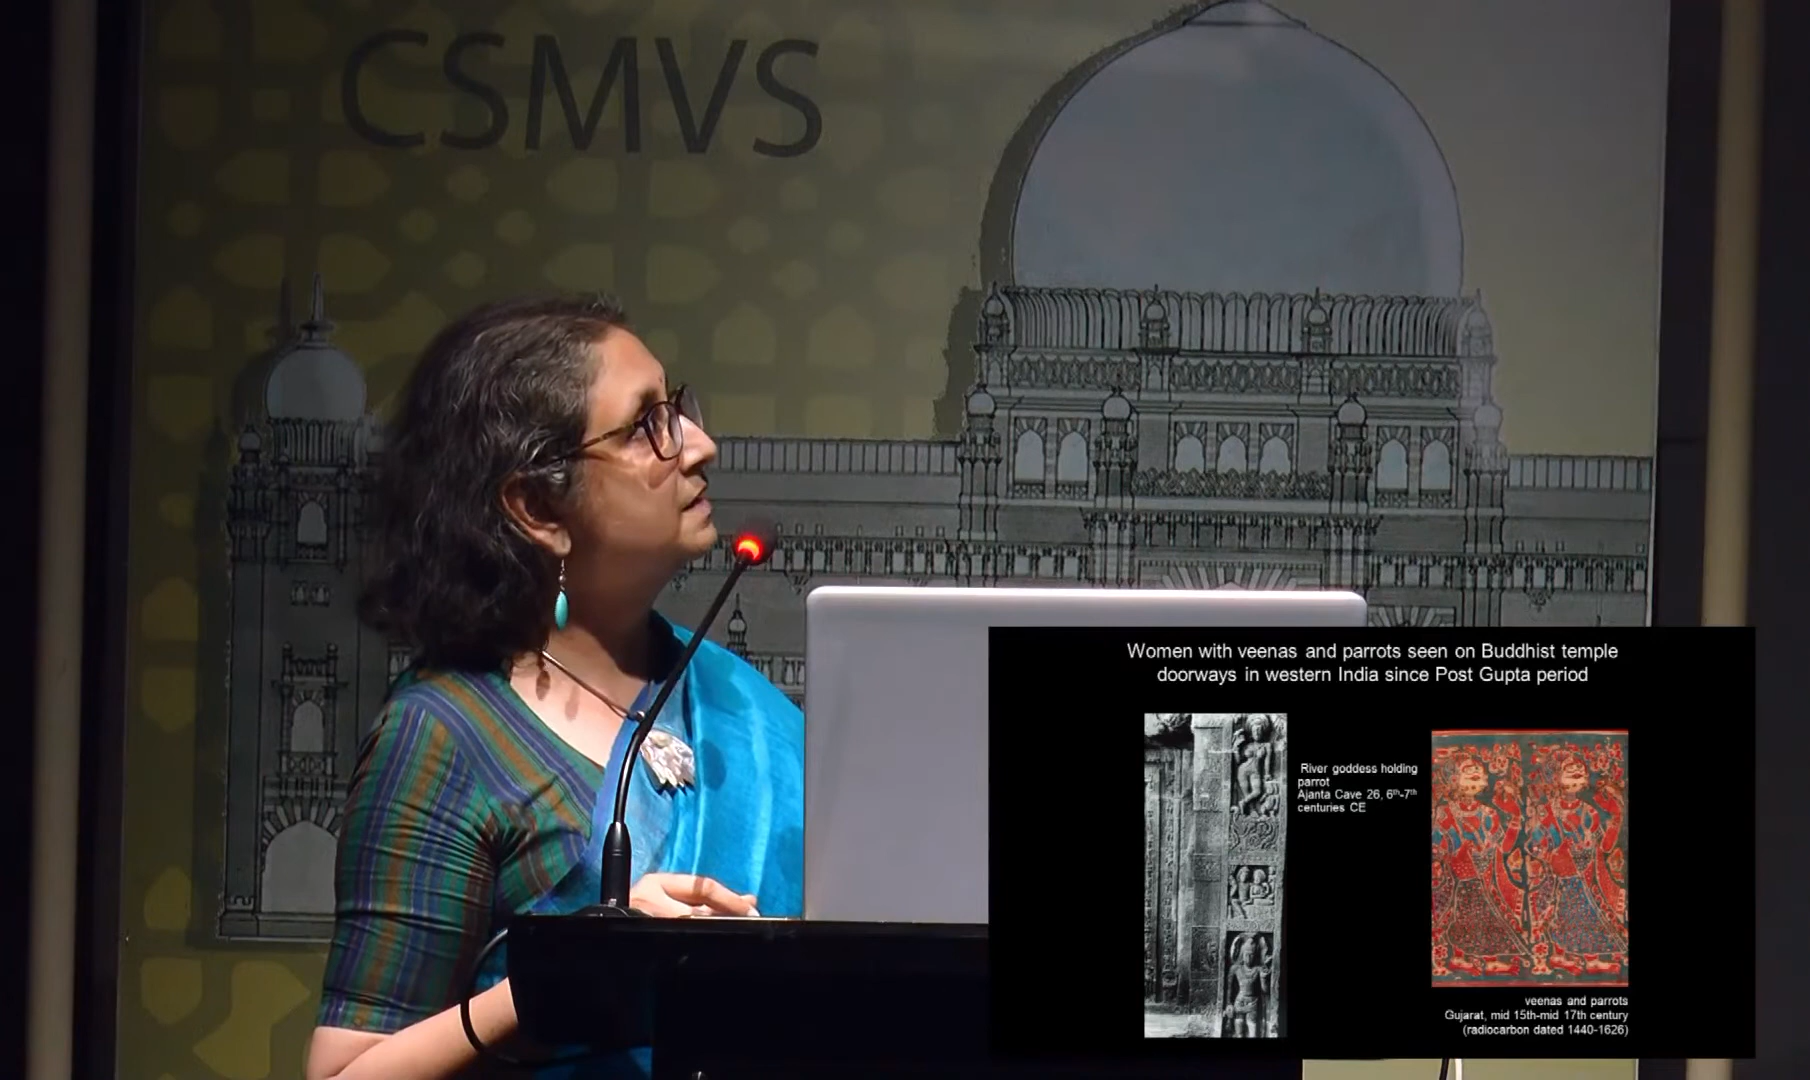 CSMVS
Women with veenas and parrots seen on Buddhist temple
doorways in western India since Post Gupta period
River goddess holding
parrot
Ajanta Cave 26, 6th-7th
centuries CE
veenas and parrots
Gujarat, mid 15th-mid 17th century
(radiocarbon dated 1440-1626)